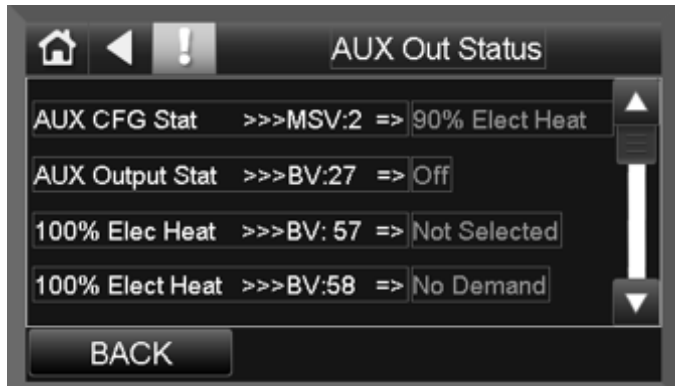 AUX Out Status
AUX CFG Stat >>>MSV:2 => 90% Elect Heat
AUX Output Stat >>>BV:27 => Off
100% Elec Heat >>>BV: 57 => Not Selected
100% Elect Heat >>>BV:58 => No Demand
BACK